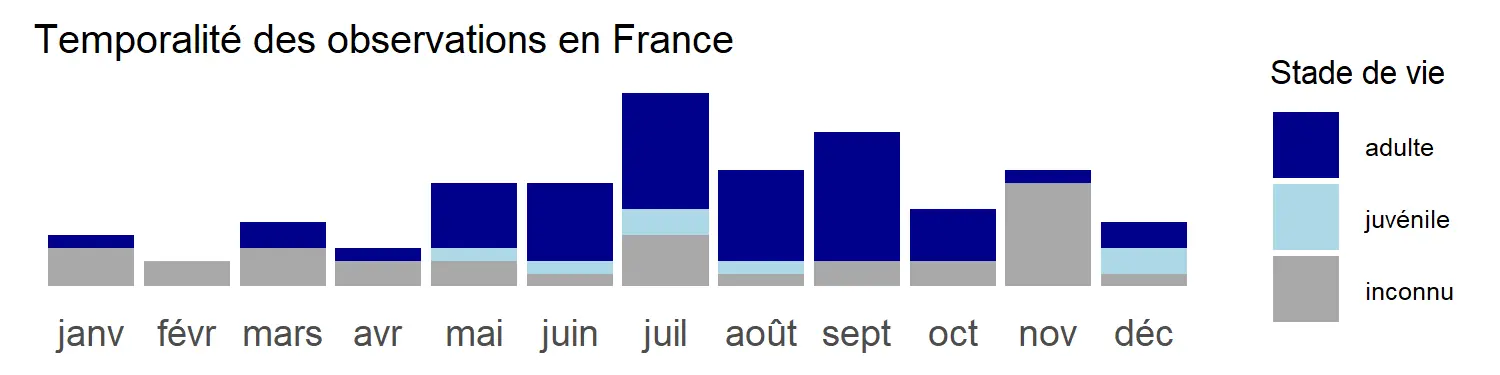 Temporalité des observations en France
Stade de vie
adulte
juvénile
inconnu
janv févr mars avr mai juin juil août sept oct nov déc